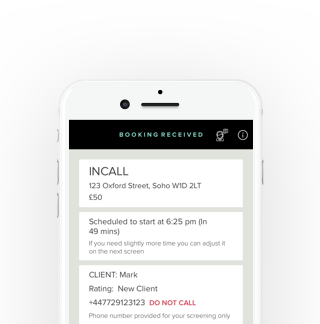 BOOKING RECEIVED
INCALL
123 Oxford Street, Soho W1D 2LT
£50
Scheduled to start at 6:25 pm (In
49 mins)
If you need slightly more time you can adjust it
on the next screen
CLIENT: Mark
Rating: New Client
+447729123123 DO NOT CALL
Phone number provided for your screening only